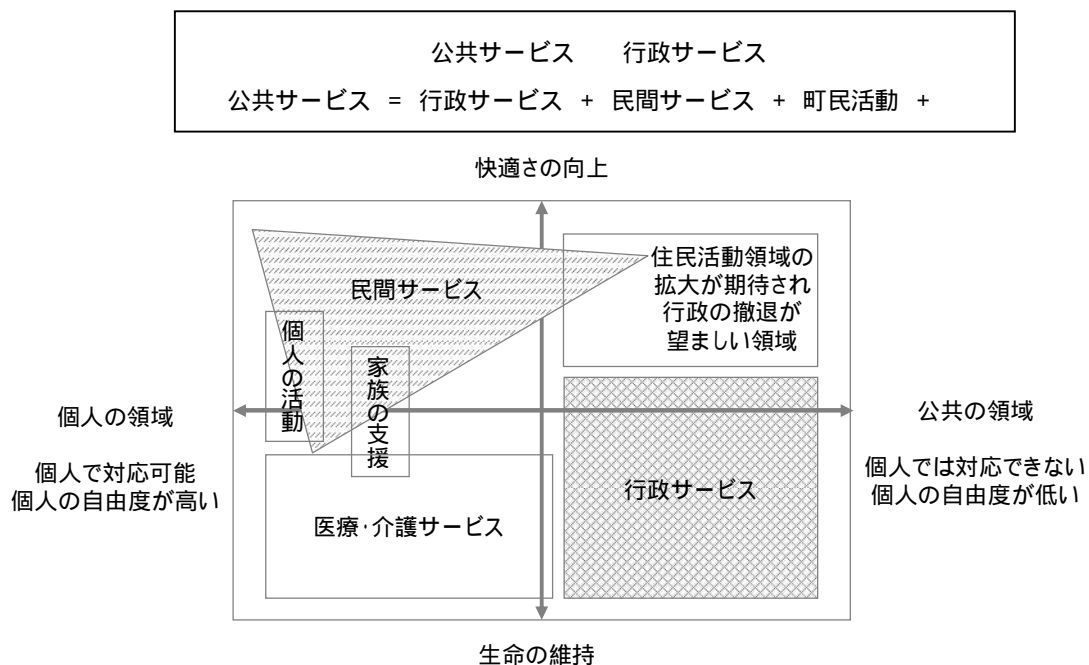 公共サービス 行政サービス
公共サービス = 行政サービス + 民間サービス + 町民活動 +
快適さの向上
民間サービス
住民活動領域の
拡大が期待され
行政の撤退が
望ましい領域
個人の活動
家族の支援
個人の領域
個人で対応可能
個人の自由度が高い
公共の領域
個人では対応できない
個人の自由度が低い
行政サービス
医療・介護サービス
生命の維持